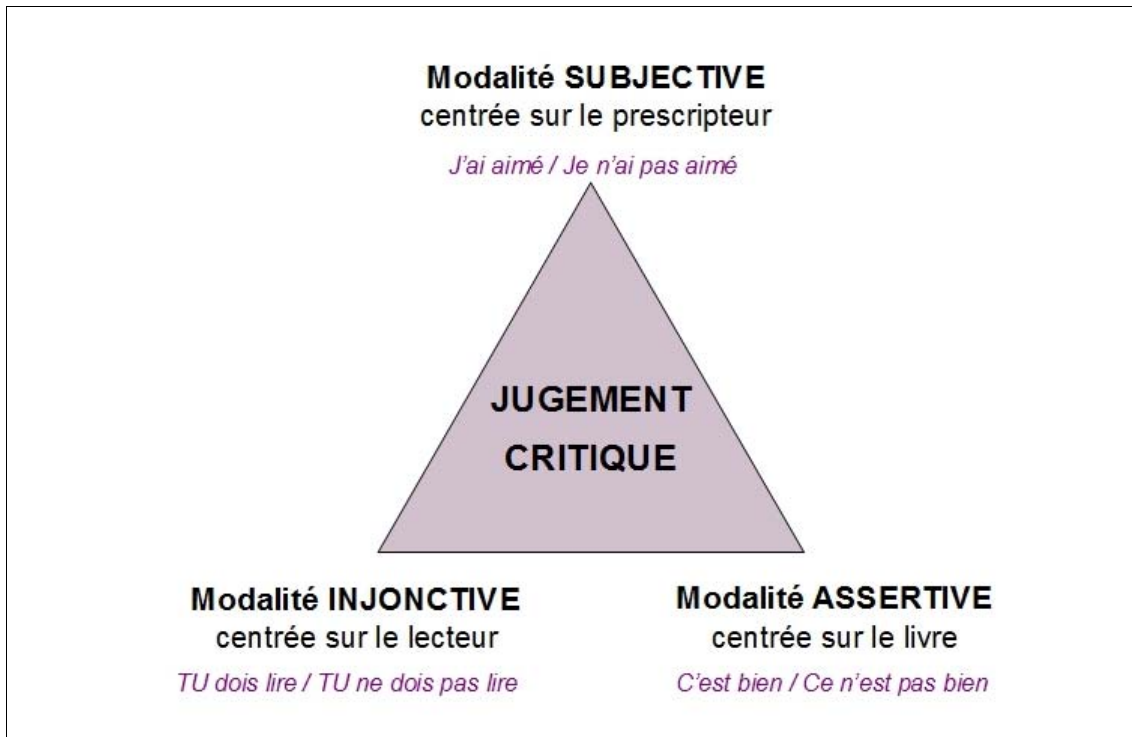 Modalité SUBJECTIVE
centrée sur le prescripteur
J'ai aimé / Je n'ai pas aimé
JUGEMENT
CRITIQUE
Modalité INJONCTIVE
centrée sur le lecteur
TU dois lire / TU ne dois pas lire
Modalité ASSERTIVE
centrée sur le livre
C'est bien / Ce n'est pas bien